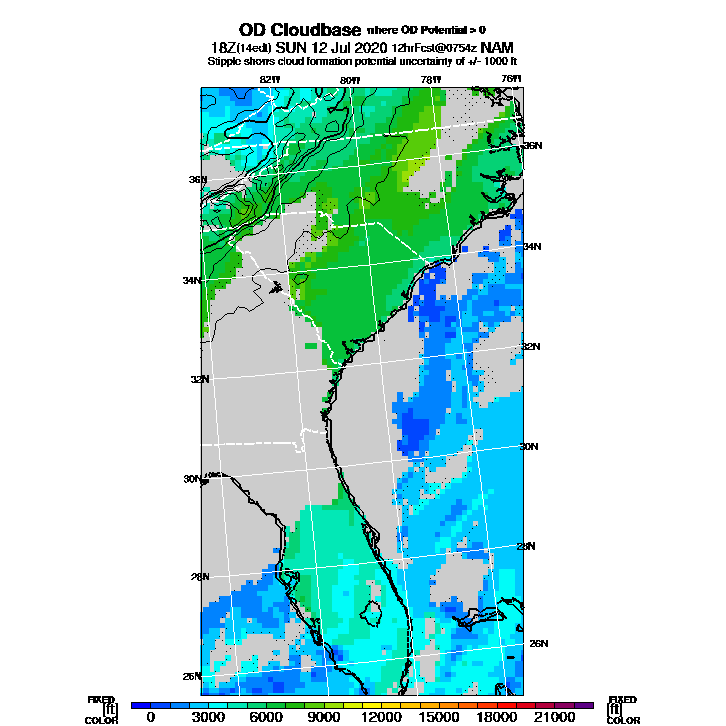 OD Cloudbase where OD Potential > 0
18Z(14edt) SUN 12 Jul 2020 12hrFcst@0754z NAM
Stipple shows cloud formation potential uncertainty of +/- 1000 ft
82W 80W 78W 76W
36N
36N
34N
34N
32N
32N
30N
30N
28N
28N
26N
26N
FIXED FIXED
[ft] [ft]
COLOR 0 3000 6000 9000 12000 15000 18000 21000 COLOR